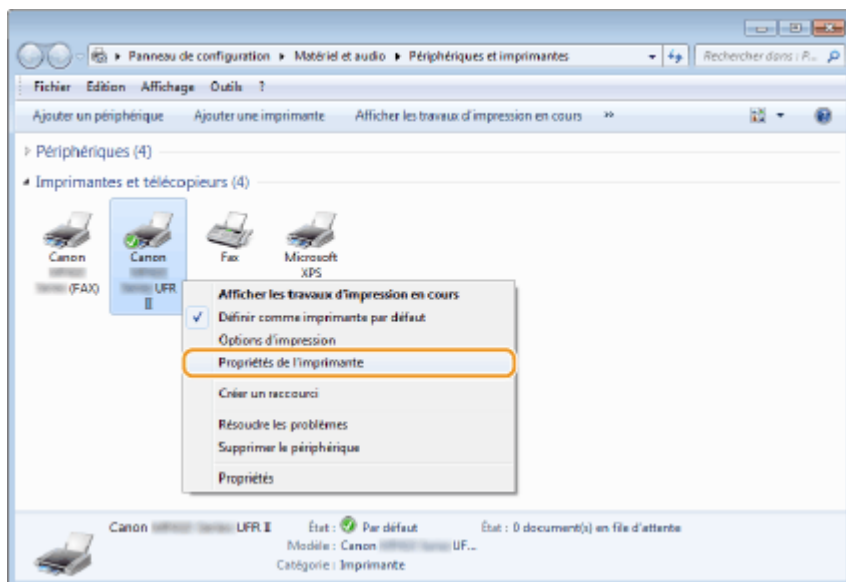 Panneau de configuration ▸ Matériel et audio ▸ Périphériques et imprimantes
Rechercher dans : P...
Fichier Edition Affichage Outils ?
Ajouter un périphérique Ajouter une imprimante Afficher les travaux d'impression en cours »
Périphériques (4)
Imprimantes et télécopieurs (4)
Canon
(FAX)
Canon
UFR
II
Fax
Microsoft
XPS
Afficher les travaux d'impression en cours
Définir comme imprimante par défaut
Options d'impression
Propriétés de l'imprimante
Créer un raccourci
Résoudre les problèmes
Supprimer le périphérique
Propriétés
Canon UFR II État : Par défaut État : 0 document(s) en file d'attente
Modèle : Canon UF...
Catégorie : Imprimante